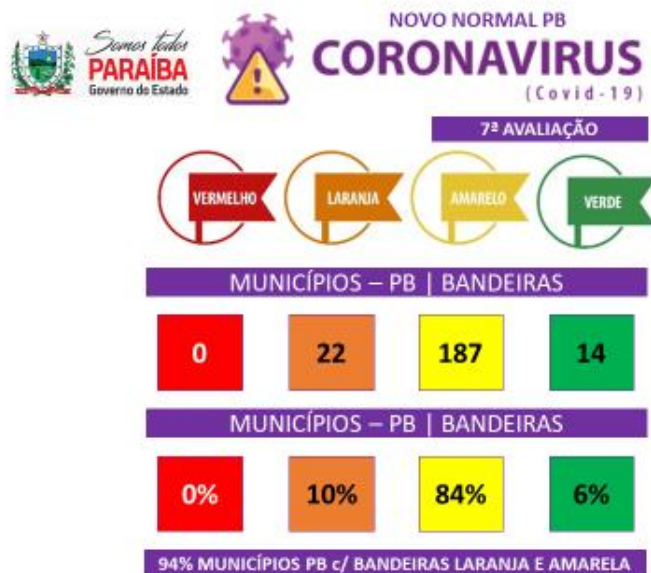 Somos todos
PARAÍBA
Governo do Estado
NOVO NORMAL PB
CORONAVIRUS
(Covid-19)
7ª AVALIAÇÃO
VERMELHO LARANJA AMARELO VERDE
MUNICÍPIOS – PB | BANDEIRAS
0 22 187 14
MUNICÍPIOS – PB | BANDEIRAS
0% 10% 84% 6%
94% MUNICÍPIOS PB c/ BANDEIRAS LARANJA E AMARELA